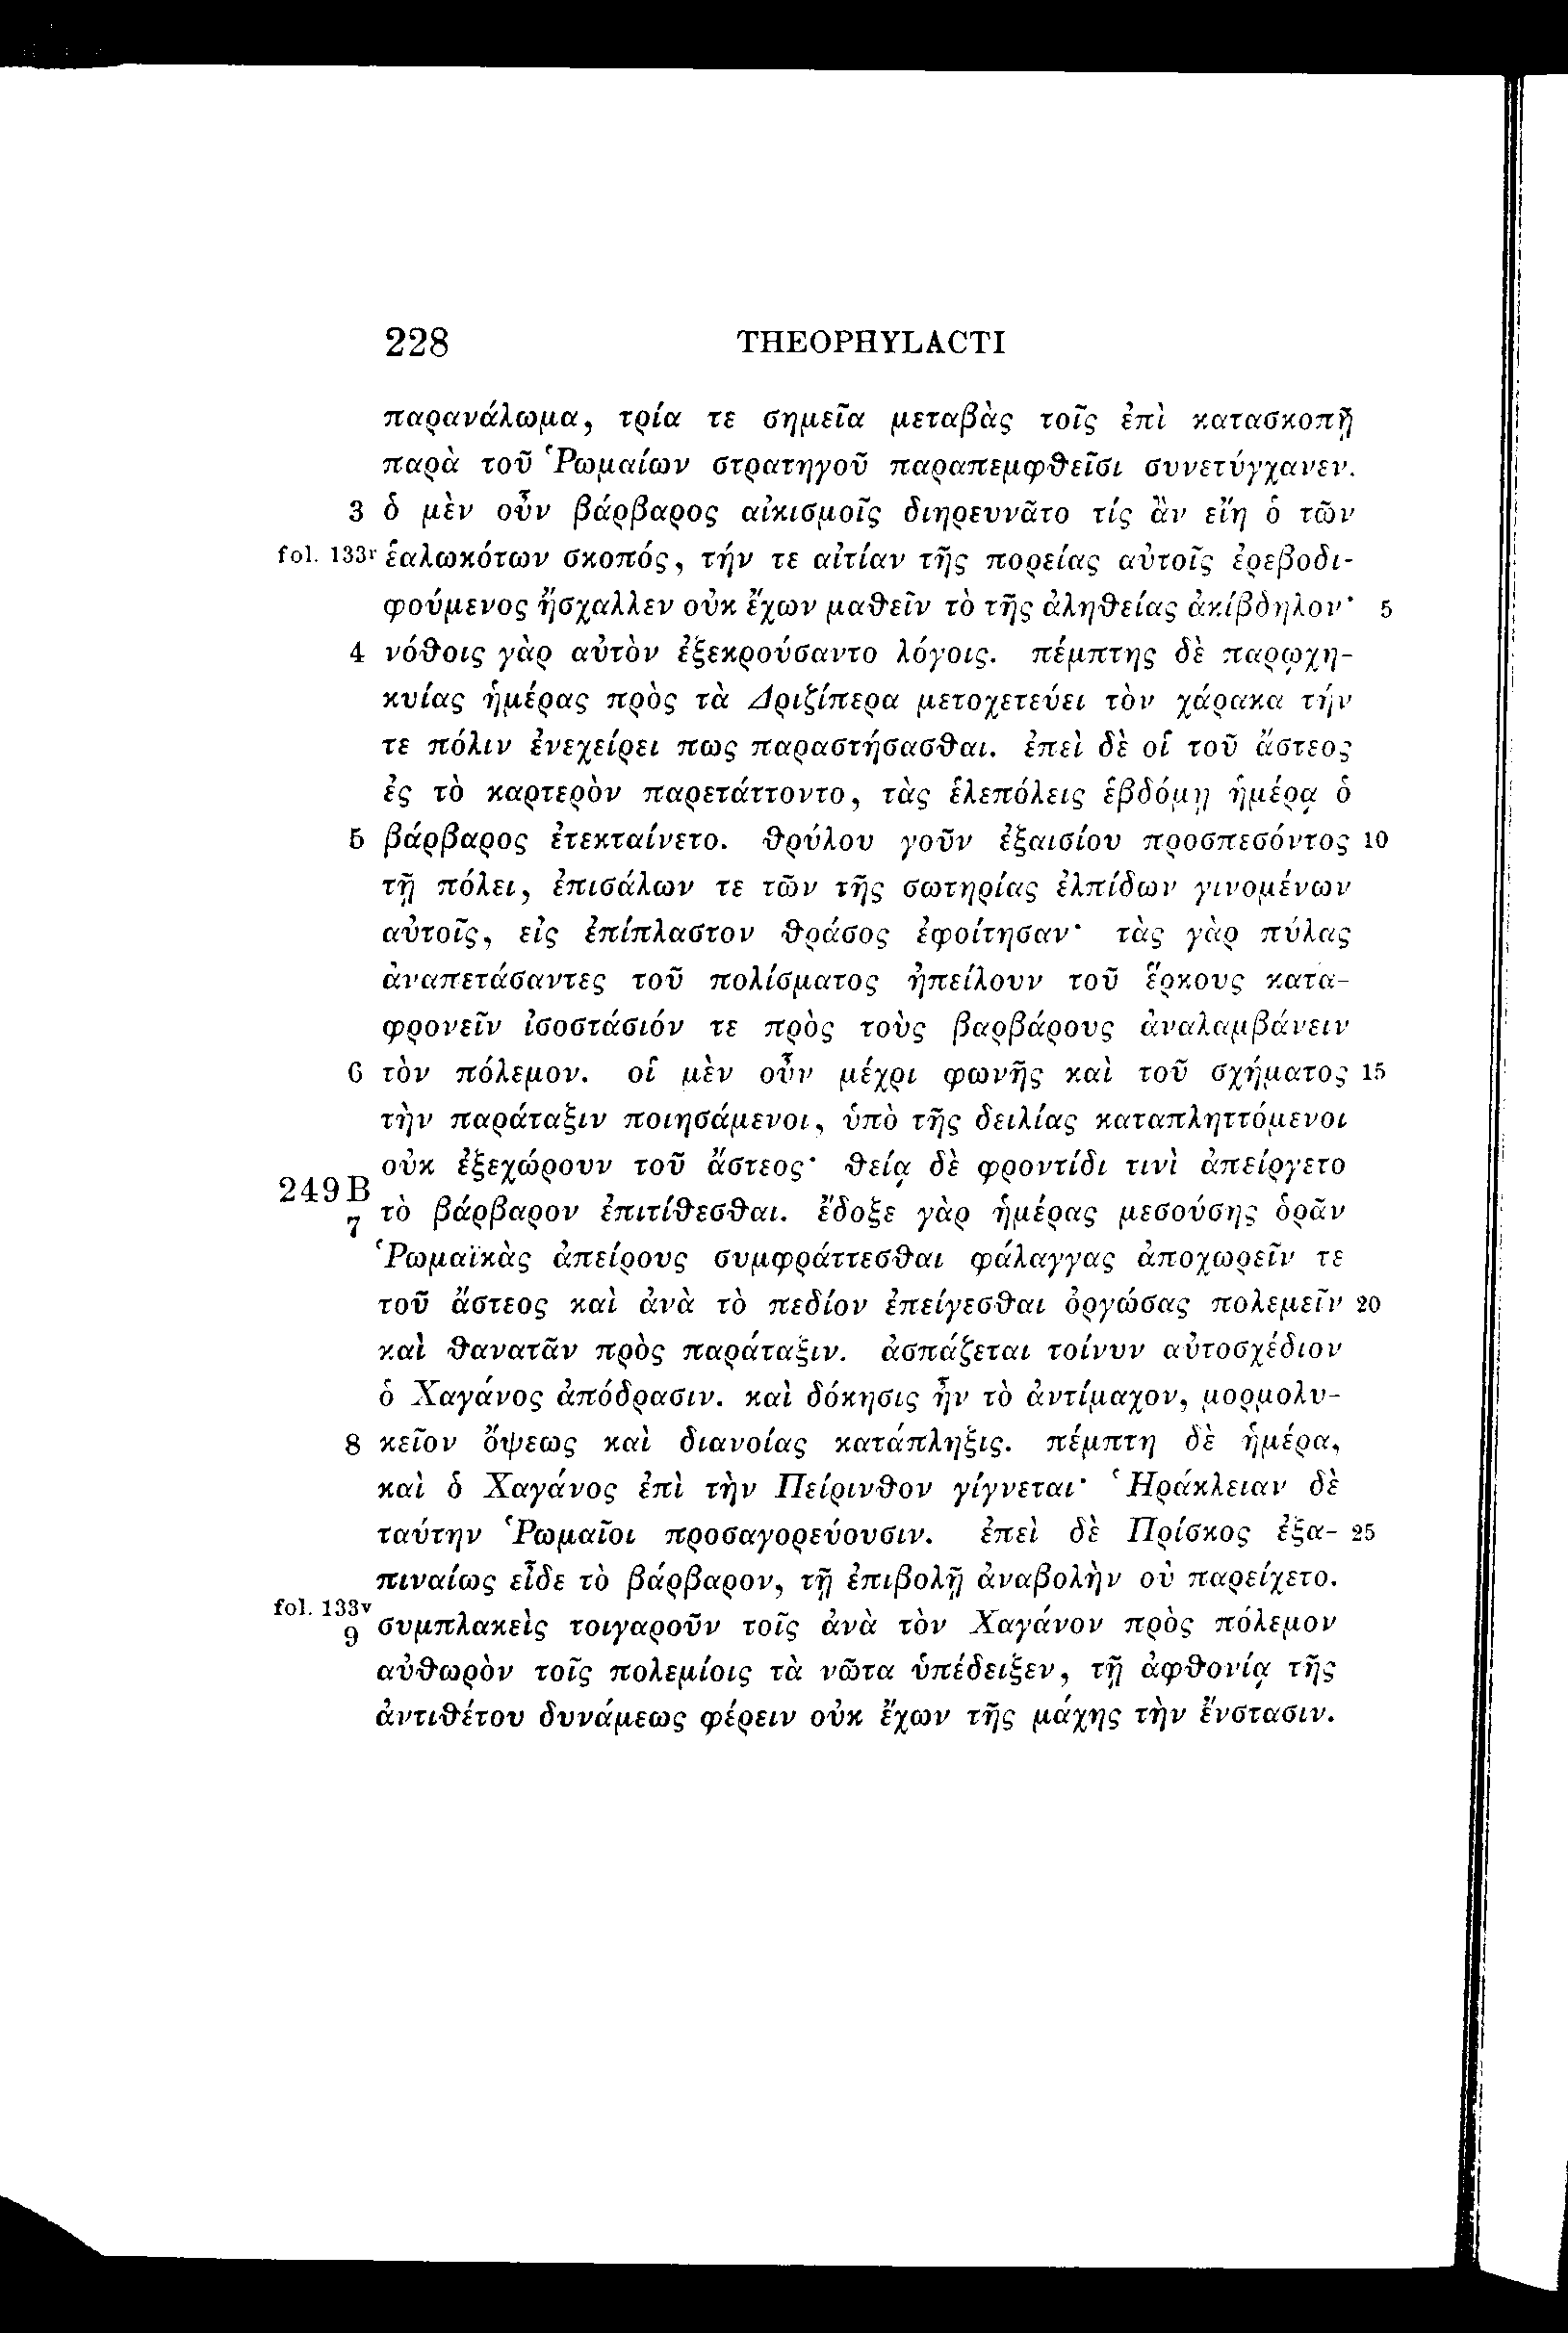 228 THEOPHYLACTI
παρανάλωμα, τρία τε σημεῖα μεταβὰς τοῖς ἐπὶ κατασκοπῇ
παρὰ τοῦ Ῥωμαίων στρατηγοῦ παραπεμφθεῖσι συνετύγχανεν.
3 ὁ μὲν οὖν βάρβαρος αἰκισμοῖς διηρευνᾶτο τίς ἂν εἴη ὁ τῶν
fol. 133r ἑαλωκότων σκοπός, τήν τε αἰτίαν τῆς πορείας αὐτοῖς ἐρεβοδι-
φούμενος ἤσχαλλεν οὐκ ἔχων μαθεῖν τὸ τῆς ἀληθείας ἀκίβδηλον· 5
4 νόθοις γὰρ αὐτὸν ἐξεκρούσαντο λόγοις. πέμπτης δὲ παρῳχη-
κυίας ἡμέρας πρὸς τὰ Δριζίπερα μετοχετεύει τὸν χάρακα τήν
τε πόλιν ἐνεχείρει πως παραστήσασθαι. ἐπεὶ δὲ οἱ τοῦ ἄστεος
ἐς τὸ καρτερὸν παρετάττοντο, τὰς ἑλεπόλεις ἑβδόμῃ ἡμέρᾳ ὁ
5 βάρβαρος ἐτεκταίνετο. θρύλου γοῦν ἐξαισίου προσπεσόντος 10
τῇ πόλει, ἐπισάλων τε τῶν τῆς σωτηρίας ἐλπίδων γινομένων
αὐτοῖς, εἰς ἐπίπλαστον θράσος ἐφοίτησαν· τὰς γὰρ πύλας
ἀναπετάσαντες τοῦ πολίσματος ἠπείλουν τοῦ ἕρκους κατα-
φρονεῖν ἰσοστάσιόν τε πρὸς τοὺς βαρβάρους ἀναλαμβάνειν
6 τὸν πόλεμον. οἱ μὲν οὖν μέχρι φωνῆς καὶ τοῦ σχήματος 15
τὴν παράταξιν ποιησάμενοι, ὑπὸ τῆς δειλίας καταπληττόμενοι
οὐκ ἐξεχώρουν τοῦ ἄστεος· θείᾳ δὲ φροντίδι τινὶ ἀπείργετο
249B
7 τὸ βάρβαρον ἐπιτίθεσθαι. ἔδοξε γὰρ ἡμέρας μεσούσης ὁρᾶν
Ῥωμαϊκὰς ἀπείρους συμφράττεσθαι φάλαγγας ἀποχωρεῖν τε
τοῦ ἄστεος καὶ ἀνὰ τὸ πεδίον ἐπείγεσθαι ὀργώσας πολεμεῖν 20
καὶ θανατᾶν πρὸς παράταξιν. ἀσπάζεται τοίνυν αὐτοσχέδιον
ὁ Χαγάνος ἀπόδρασιν. καὶ δόκησις ἦν τὸ ἀντίμαχον, μορμολυ-
8 κεῖον ὄψεως καὶ διανοίας κατάπληξις. πέμπτη δὲ ἡμέρα,
καὶ ὁ Χαγάνος ἐπὶ τὴν Πείρινθον γίγνεται· Ἡράκλειαν δὲ
ταύτην Ῥωμαῖοι προσαγορεύουσιν. ἐπεὶ δὲ Πρίσκος ἐξα- 25
πιναίως εἶδε τὸ βάρβαρον, τῇ ἐπιβολῇ ἀναβολὴν οὐ παρείχετο.
fol. 133v
9 συμπλακεὶς τοιγαροῦν τοῖς ἀνὰ τὸν Χαγάνον πρὸς πόλεμον
αὐθωρὸν τοῖς πολεμίοις τὰ νῶτα ὑπέδειξεν, τῇ ἀφθονίᾳ τῆς
ἀντιθέτου δυνάμεως φέρειν οὐκ ἔχων τῆς μάχης τὴν ἔνστασιν.